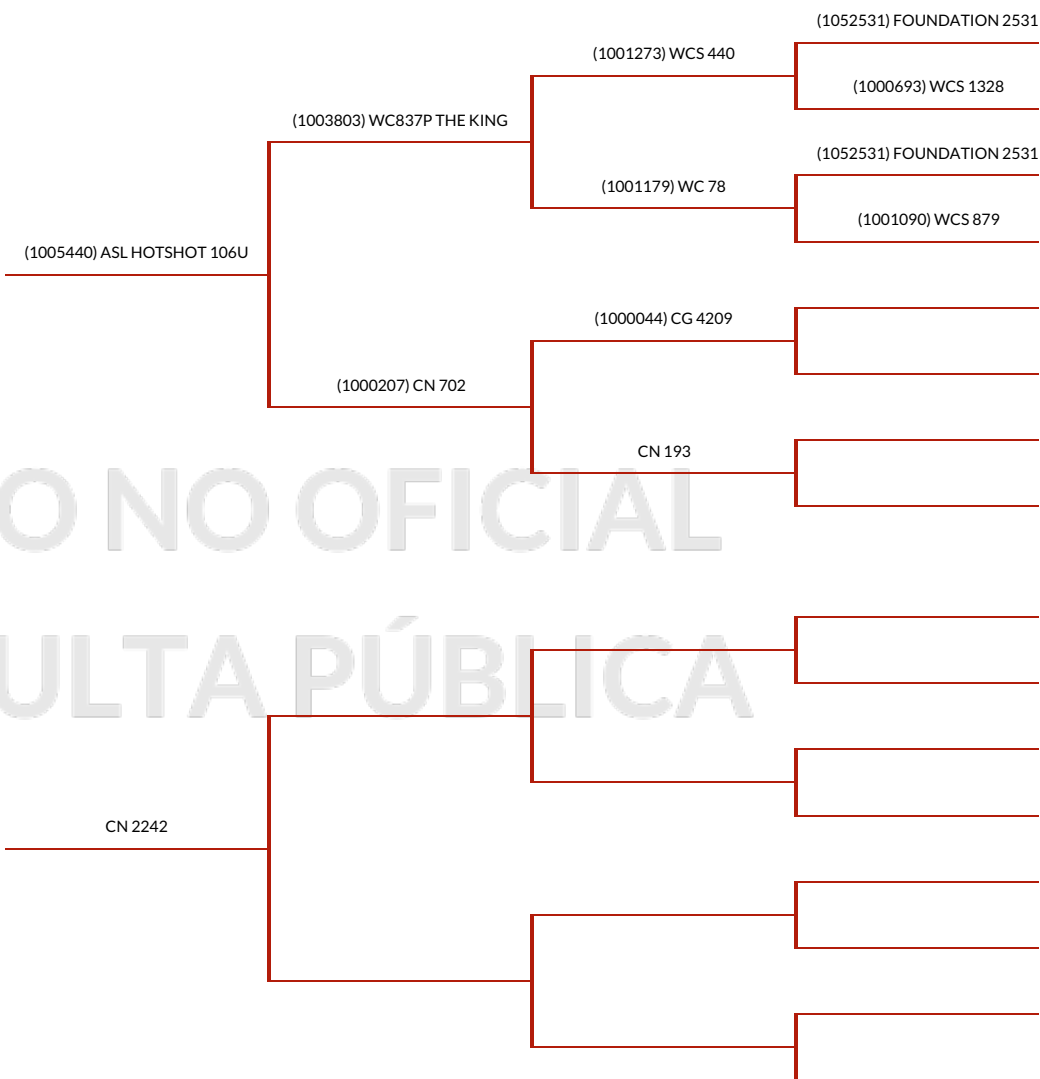 (1052531) FOUNDATION 2531
(1001273) WCS 440
(1000693) WCS 1328
(1003803) WC837P THE KING
(1052531) FOUNDATION 2531
(1001179) WC 78
(1001090) WCS 879
(1005440) ASL HOTSHOT 106U
(1000044) CG 4209
(1000207) CN 702
CN 193
O NO OFICIAL
ULTA PÚBLICA
CN 2242